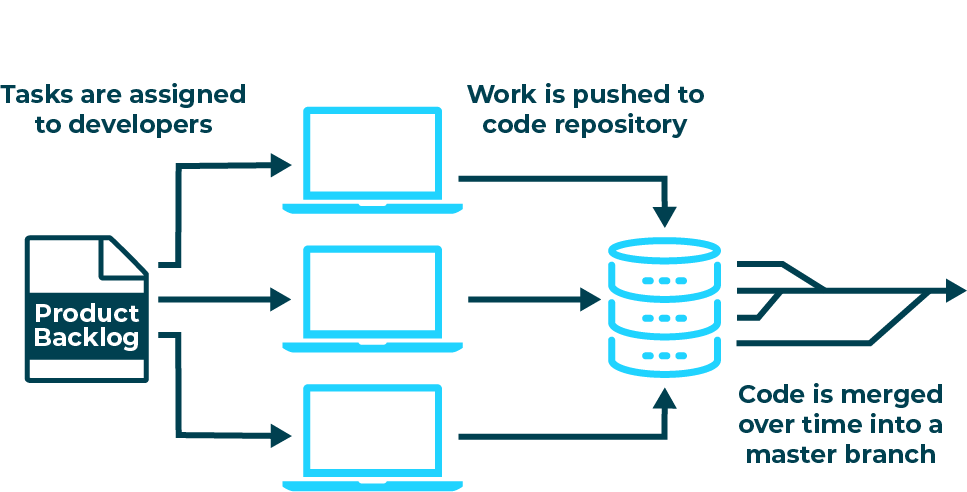 Tasks are assigned
to developers
Work is pushed to
code repository
Product
Backlog
Code is merged
over time into a
master branch